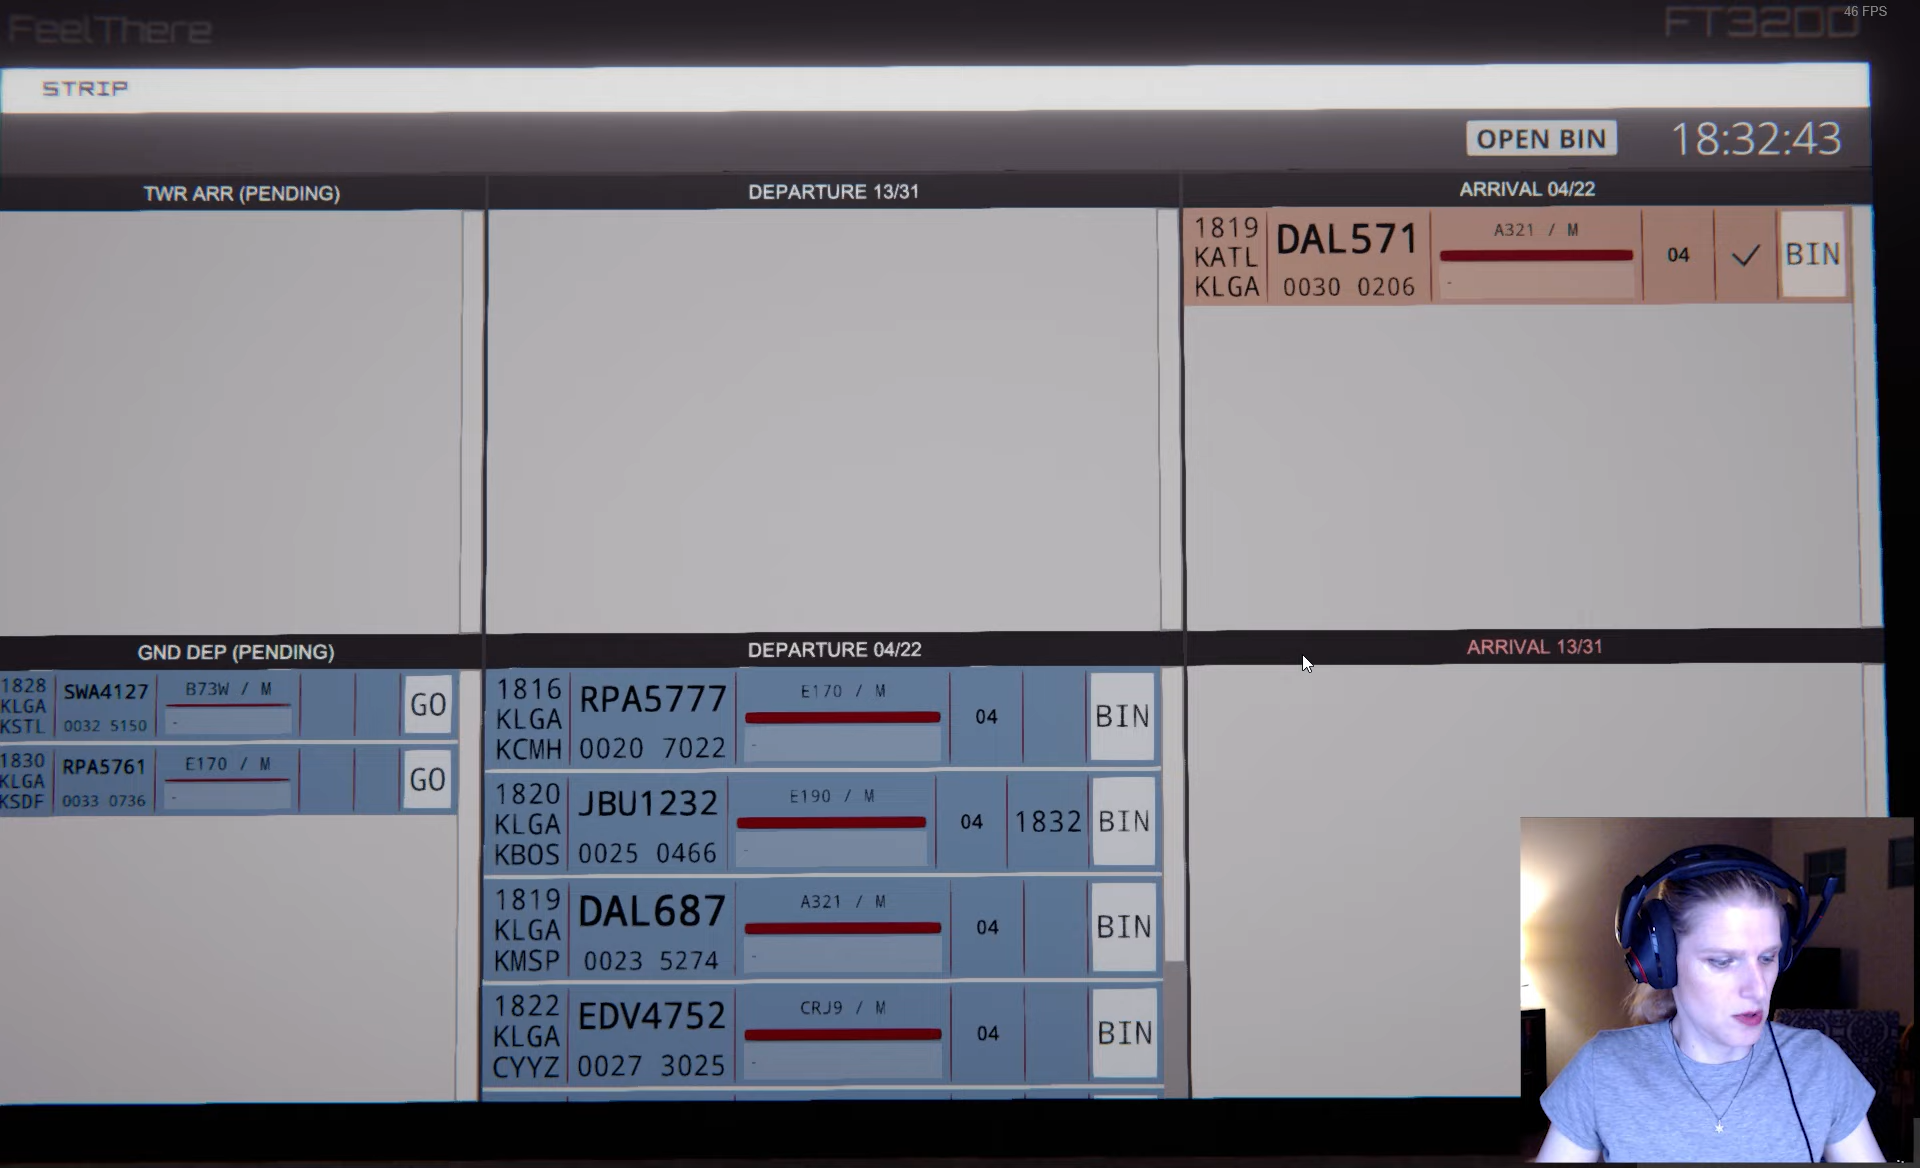 FeelThere
FT3200
46 FPS
STRIP
OPEN BIN
18:32:43
TWR ARR (PENDING)
DEPARTURE 13/31
ARRIVAL 04/22
1819
KATL
KLGA
DAL571
0030 0206
A321 / M
-
04
✓
BIN
GND DEP (PENDING)
1828
KLGA
KSTL
SWA4127
0032 5150
B73W / M
-
GO
1830
KLGA
KSDF
RPA5761
0033 0736
E170 / M
-
GO
DEPARTURE 04/22
1816
KLGA
KCMH
RPA5777
0020 7022
E170 / M
-
04
BIN
1820
KLGA
KBOS
JBU1232
0025 0466
E190 / M
-
04
1832
BIN
1819
KLGA
KMSP
DAL687
0023 5274
A321 / M
-
04
BIN
1822
KLGA
CYYZ
EDV4752
0027 3025
CRJ9 / M
-
04
BIN
ARRIVAL 13/31